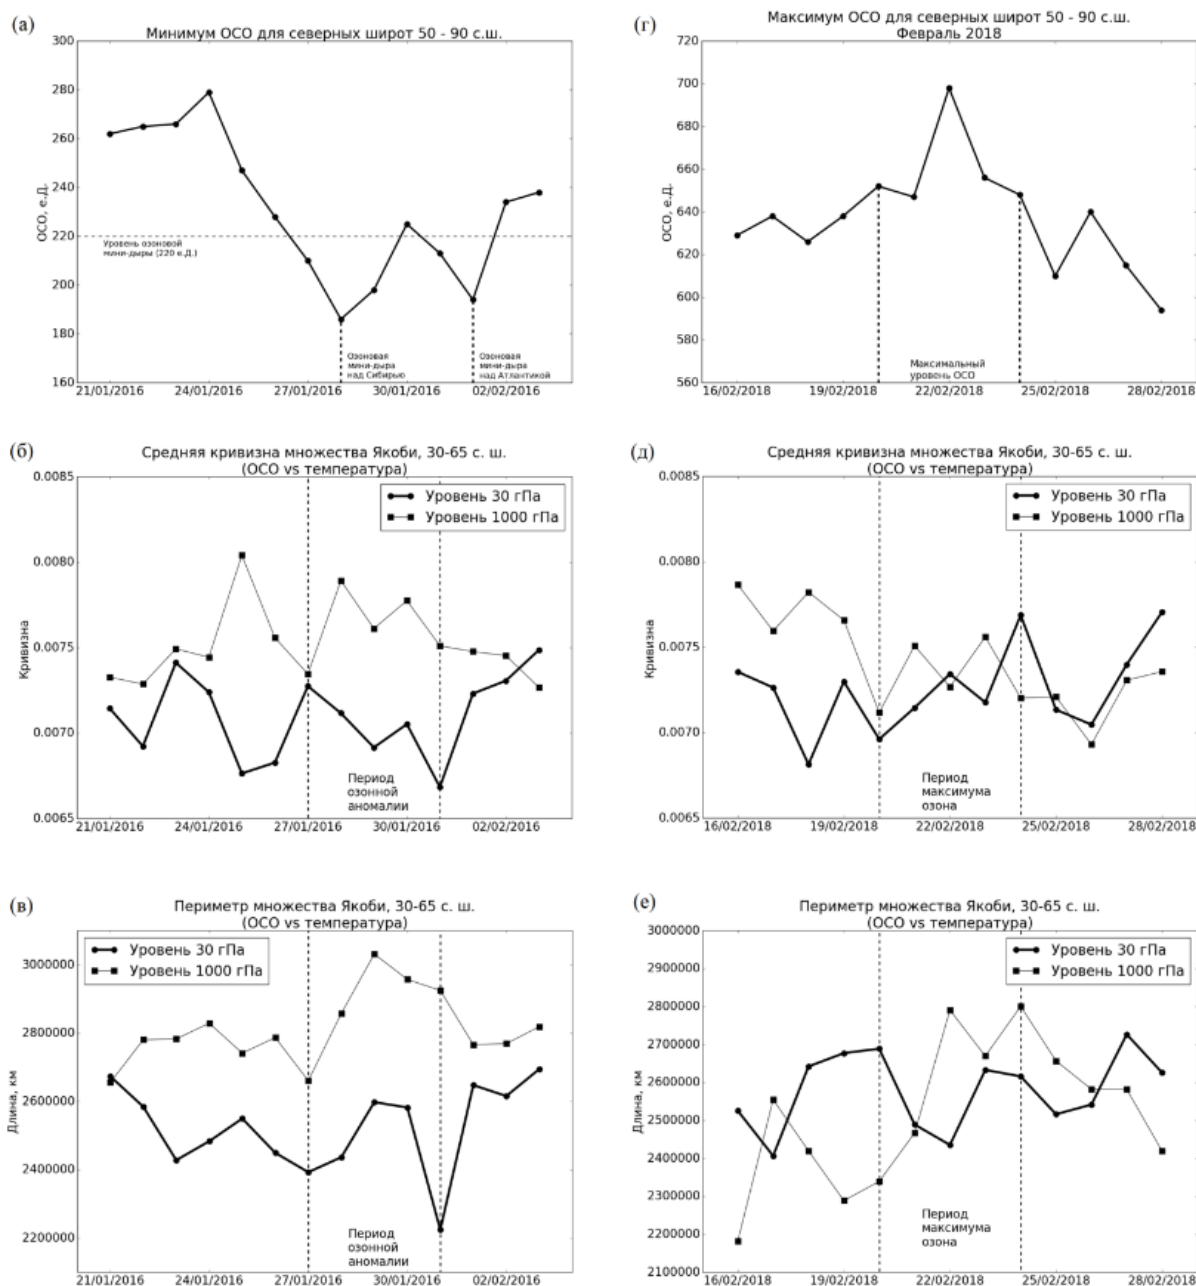 (а)
Минимум ОСО для северных широт 50 - 90 с.ш.
300
280
260
240
220
200
180
160
ОСО, е.Д.
Уровень озоновой
мини-дыры (220 е.Д.)
Озоновая
мини-дыра
над Сибирью
Озоновая
мини-дыра
над Атлантикой
21/01/2016 24/01/2016 27/01/2016 30/01/2016 02/02/2016
(г)
Максимум ОСО для северных широт 50 - 90 с.ш.
Февраль 2018
720
700
680
660
640
620
600
580
560
ОСО, е.Д.
Максимальный
уровень ОСО
16/02/2018 19/02/2018 22/02/2018 25/02/2018 28/02/2018
(б)
Средняя кривизна множества Якоби, 30-65 с. ш.
(ОСО vs температура)
0.0085
0.0080
0.0075
0.0070
0.0065
Кривизна
Уровень 30 гПа
Уровень 1000 гПа
Период
озонной
аномалии
21/01/2016 24/01/2016 27/01/2016 30/01/2016 02/02/2016
(д)
Средняя кривизна множества Якоби, 30-65 с. ш.
(ОСО vs температура)
0.0085
0.0080
0.0075
0.0070
0.0065
Кривизна
Уровень 30 гПа
Уровень 1000 гПа
Период
максимума
озона
16/02/2018 19/02/2018 22/02/2018 25/02/2018 28/02/2018
(в)
Периметр множества Якоби, 30-65 с. ш.
(ОСО vs температура)
3000000
2800000
2600000
2400000
2200000
Длина, км
Уровень 30 гПа
Уровень 1000 гПа
Период
озонной
аномалии
21/01/2016 24/01/2016 27/01/2016 30/01/2016 02/02/2016
(е)
Периметр множества Якоби, 30-65 с. ш.
(ОСО vs температура)
3000000
2900000
2800000
2700000
2600000
2500000
2400000
2300000
2200000
2100000
Длина, км
Уровень 30 гПа
Уровень 1000 гПа
Период
максимума
озона
16/02/2018 19/02/2018 22/02/2018 25/02/2018 28/02/2018